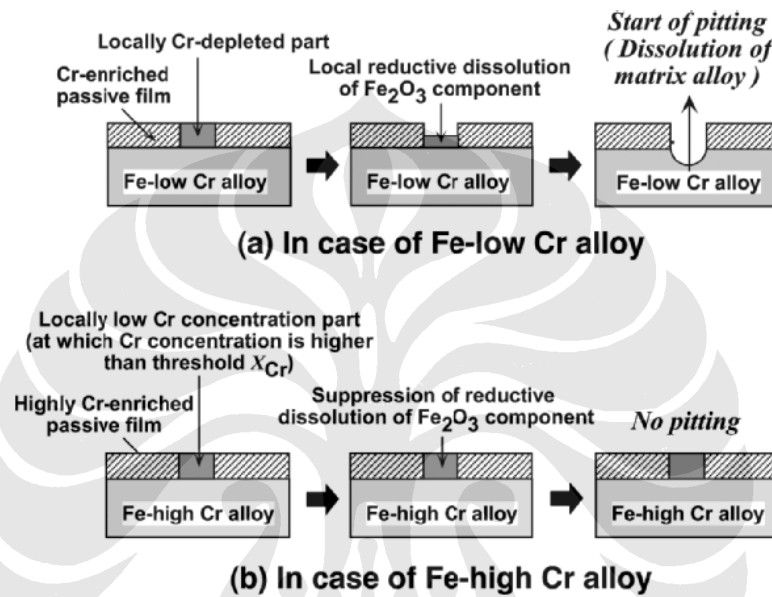 Locally Cr-depleted part
Cr-enriched
passive film
Fe-low Cr alloy
Local reductive dissolution
of Fe2O3 component
Fe-low Cr alloy
Start of pitting
( Dissolution of
matrix alloy )
Fe-low Cr alloy
(a) In case of Fe-low Cr alloy
Locally low Cr concentration part
(at which Cr concentration is higher
than threshold XCr)
Highly Cr-enriched
passive film
Fe-high Cr alloy
Suppression of reductive
dissolution of Fe2O3 component
Fe-high Cr alloy
No pitting
Fe-high Cr alloy
(b) In case of Fe-high Cr alloy